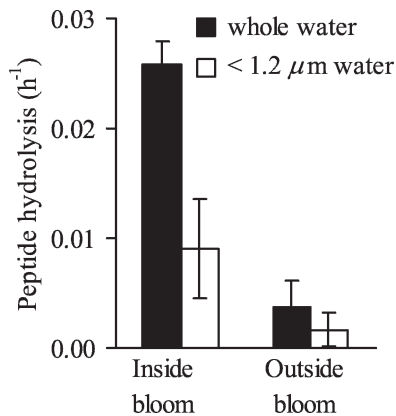 Peptide hydrolysis (h⁻¹)
0.03
0.02
0.01
0.00
whole water
< 1.2 μm water
Inside bloom
Outside bloom